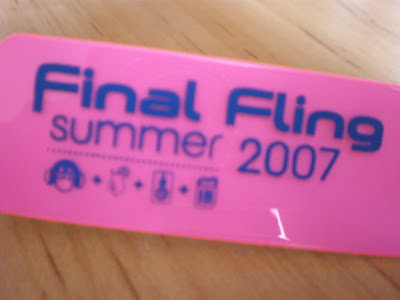 Final Fling
summer 2007
+ + +